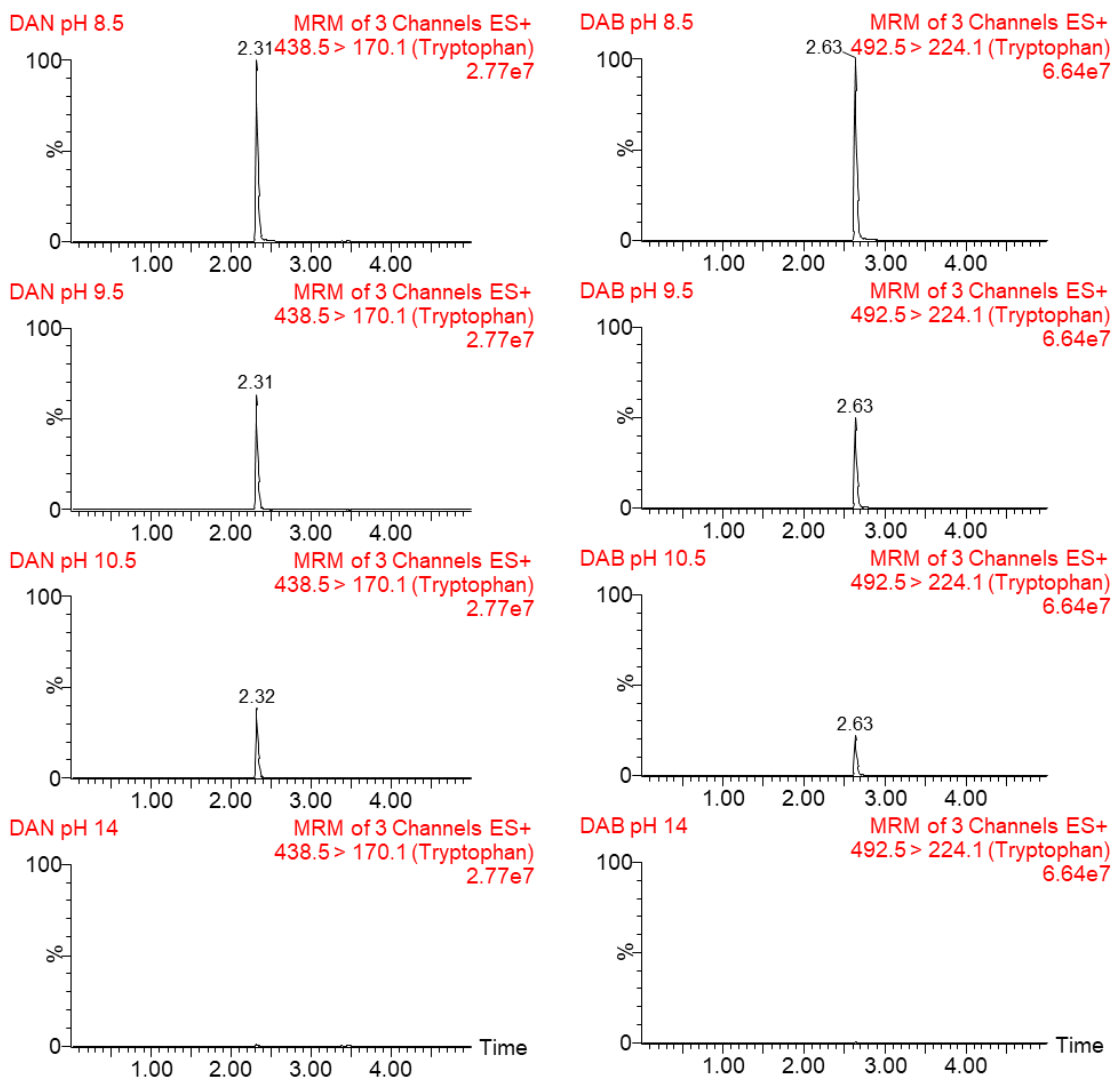 DAN pH 8.5
MRM of 3 Channels ES+
2.31
438.5 > 170.1 (Tryptophan)
2.77e7
100
%
0
1.00 2.00 3.00 4.00
DAB pH 8.5
MRM of 3 Channels ES+
2.63
492.5 > 224.1 (Tryptophan)
6.64e7
100
%
0
1.00 2.00 3.00 4.00
DAN pH 9.5
MRM of 3 Channels ES+
438.5 > 170.1 (Tryptophan)
2.77e7
100
2.31
%
0
1.00 2.00 3.00 4.00
DAB pH 9.5
MRM of 3 Channels ES+
492.5 > 224.1 (Tryptophan)
6.64e7
100
2.63
%
0
1.00 2.00 3.00 4.00
DAN pH 10.5
MRM of 3 Channels ES+
438.5 > 170.1 (Tryptophan)
2.77e7
100
%
2.32
0
1.00 2.00 3.00 4.00
DAB pH 10.5
MRM of 3 Channels ES+
492.5 > 224.1 (Tryptophan)
6.64e7
100
%
2.63
0
1.00 2.00 3.00 4.00
DAN pH 14
MRM of 3 Channels ES+
438.5 > 170.1 (Tryptophan)
2.77e7
100
%
0
Time
1.00 2.00 3.00 4.00
DAB pH 14
MRM of 3 Channels ES+
492.5 > 224.1 (Tryptophan)
6.64e7
100
%
0
Time
1.00 2.00 3.00 4.00